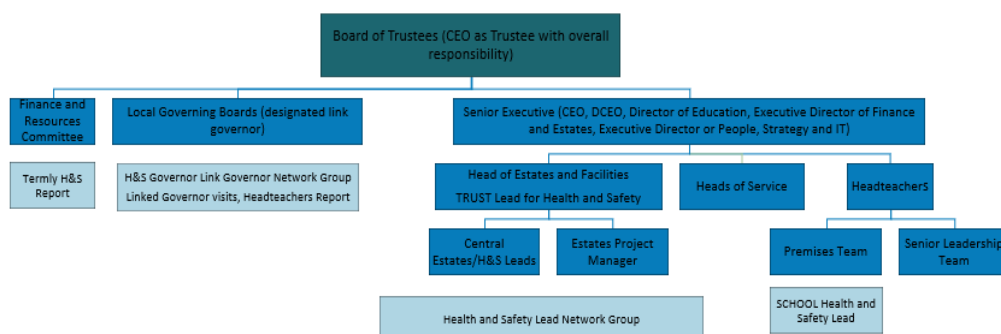 Board of Trustees (CEO as Trustee with overall
responsibility)
Finance and
Resources
Committee
Local Governing Boards (designated link
governor)
Senior Executive (CEO, DCEO, Director of Education, Executive Director of Finance
and Estates, Executive Director or People, Strategy and IT)
Termly H&S
Report
H&S Governor Link Governor Network Group
Linked Governor visits, Headteachers Report
Head of Estates and Facilities
TRUST Lead for Health and Safety
Heads of Service
Headteachers
Central
Estates/H&S Leads
Estates Project
Manager
Premises Team
Senior Leadership
Team
Health and Safety Lead Network Group
SCHOOL Health and
Safety Lead